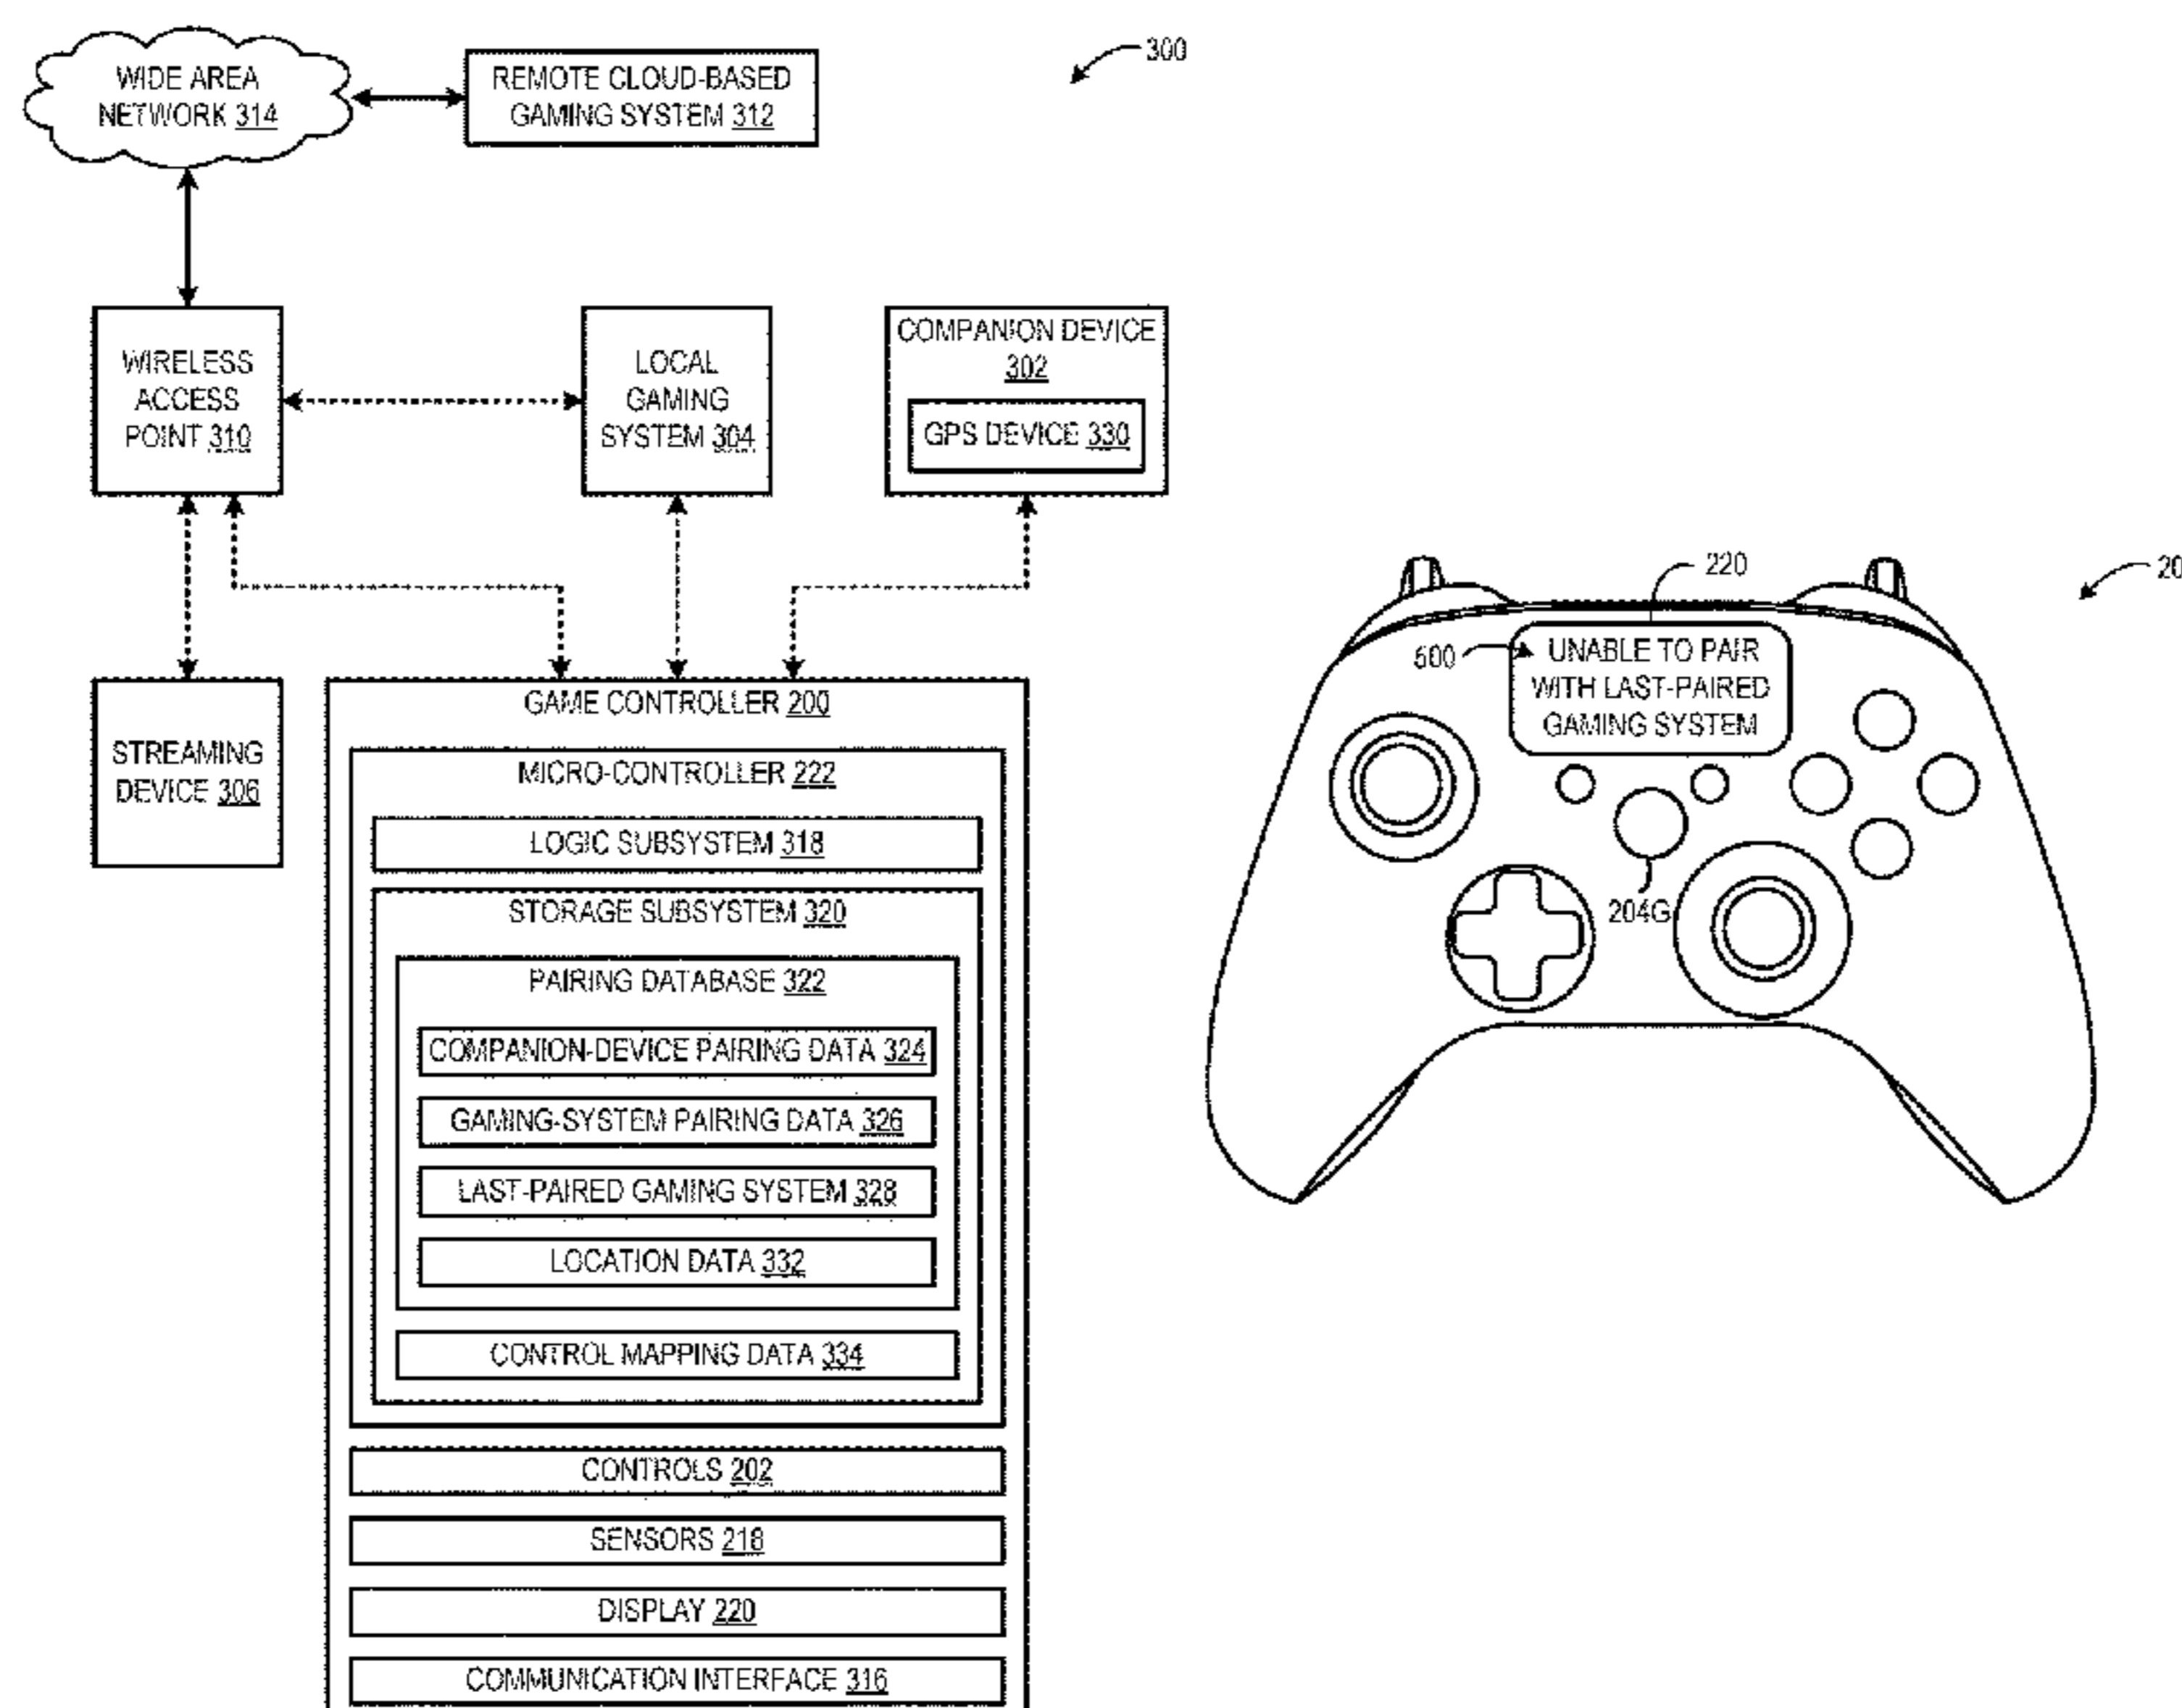 WIDE AREA
NETWORK 314
REMOTE CLOUD-BASED
GAMING SYSTEM 312
300
WIRELESS
ACCESS
POINT 310
LOCAL
GAMING
SYSTEM 304
COMPANION DEVICE
302
GPS DEVICE 330
STREAMING
DEVICE 306
GAME CONTROLLER 200
MICRO-CONTROLLER 222
LOGIC SUBSYSTEM 318
STORAGE SUBSYSTEM 320
PAIRING DATABASE 322
COMPANION-DEVICE PAIRING DATA 324
GAMING-SYSTEM PAIRING DATA 326
LAST-PAIRED GAMING SYSTEM 328
LOCATION DATA 332
CONTROL MAPPING DATA 334
CONTROLS 202
SENSORS 218
DISPLAY 220
COMMUNICATION INTERFACE 316
220
20
500
UNABLE TO PAIR
WITH LAST-PAIRED
GAMING SYSTEM
204G